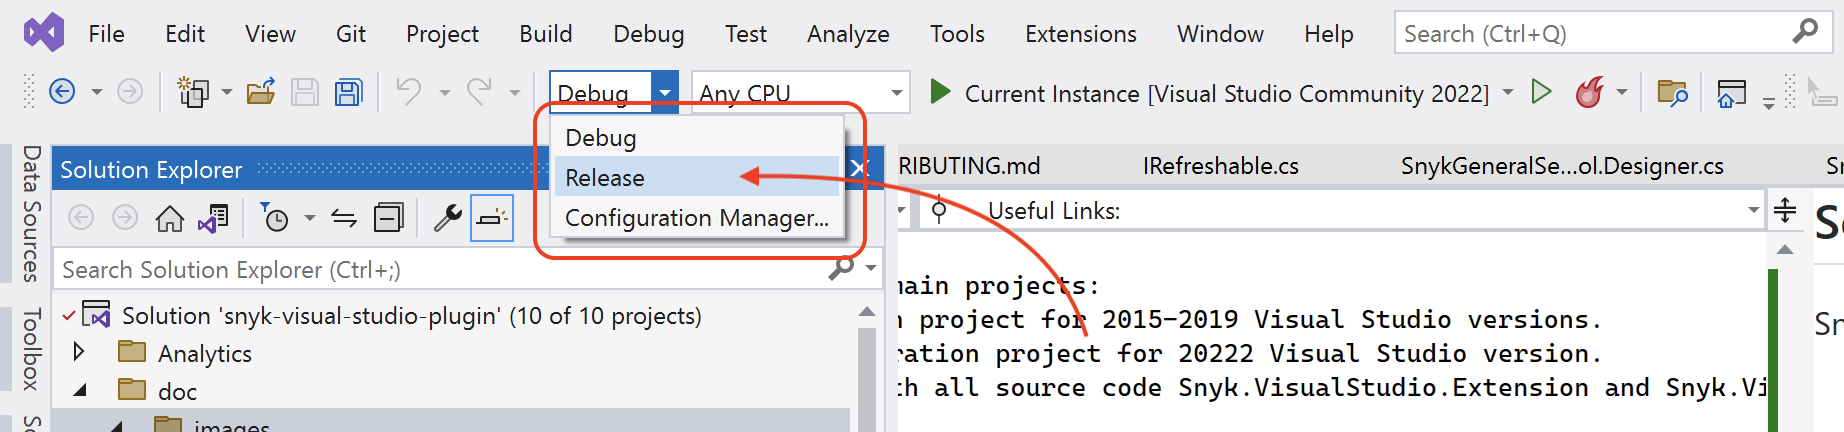 File Edit View Git Project Build Debug Test Analyze Tools Extensions Window Help Search (Ctrl+Q)
Debug Any CPU Current Instance [Visual Studio Community 2022]
Debug
Release
Configuration Manager...
Data Sources
Toolbox
Solution Explorer
Search Solution Explorer (Ctrl+;)
Solution 'snyk-visual-studio-plugin' (10 of 10 projects)
Analytics
doc
images
RIBUTING.md IRefreshable.cs SnykGeneralSe...ol.Designer.cs
Useful Links:
ain projects:
project for 2015-2019 Visual Studio versions.
ration project for 20222 Visual Studio version.
th all source code Snyk.VisualStudio.Extension and Snyk.Vi
Sn